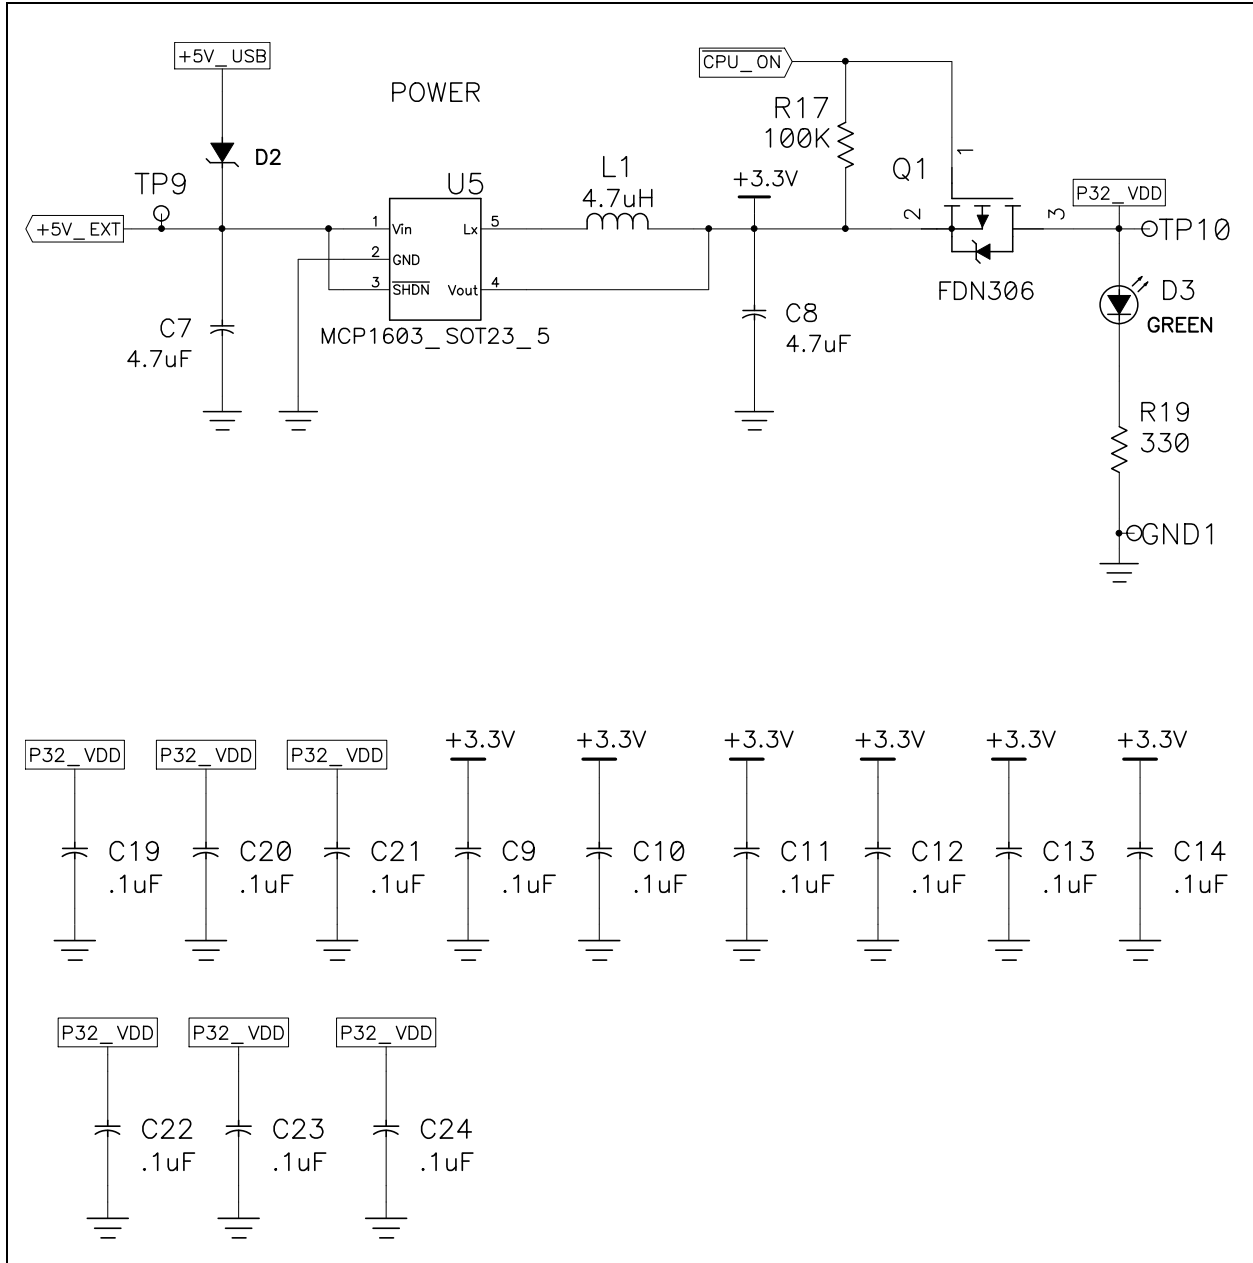 +5V_USB
POWER
CPU_ON
R17
100K
D2
TP9
U5
L1
4.7uH
+3.3V
Q1
1
P32_VDD
+5V_EXT
1
Vin
Lx
5
2
3
TP10
2
GND
3
SHDN
Vout
4
FDN306
D3
GREEN
MCP1603_SOT23_5
C7
4.7uF
C8
4.7uF
R19
330
GND1
P32_VDD
P32_VDD
P32_VDD
+3.3V
+3.3V
+3.3V
+3.3V
+3.3V
+3.3V
C19
.1uF
C20
.1uF
C21
.1uF
C9
.1uF
C10
.1uF
C11
.1uF
C12
.1uF
C13
.1uF
C14
.1uF
P32_VDD
P32_VDD
P32_VDD
C22
.1uF
C23
.1uF
C24
.1uF